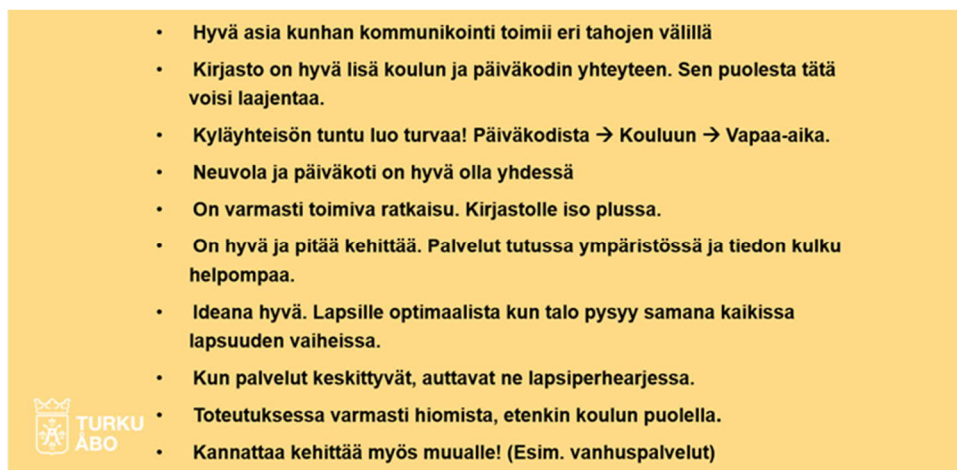 • Hyvä asia kunhan kommunikointi toimii eri tahojen välillä
• Kirjasto on hyvä lisä koulun ja päiväkodin yhteyteen. Sen puolesta tätä
voisi laajentaa.
• Kyläyhteisön tuntu luo turvaa! Päiväkodista → Kouluun → Vapaa-aika.
• Neuvola ja päiväkoti on hyvä olla yhdessä
• On varmasti toimiva ratkaisu. Kirjastolle iso plussa.
• On hyvä ja pitää kehittää. Palvelut tutussa ympäristössä ja tiedon kulku
helpompaa.
• Ideana hyvä. Lapsille optimaalista kun talo pysyy samana kaikissa
lapsuuden vaiheissa.
• Kun palvelut keskittyvät, auttavat ne lapsiperhearjessa.
• Toteutuksessa varmasti hiomista, etenkin koulun puolella.
• Kannattaa kehittää myös muualle! (Esim. vanhuspalvelut)
TURKU
ÅBO